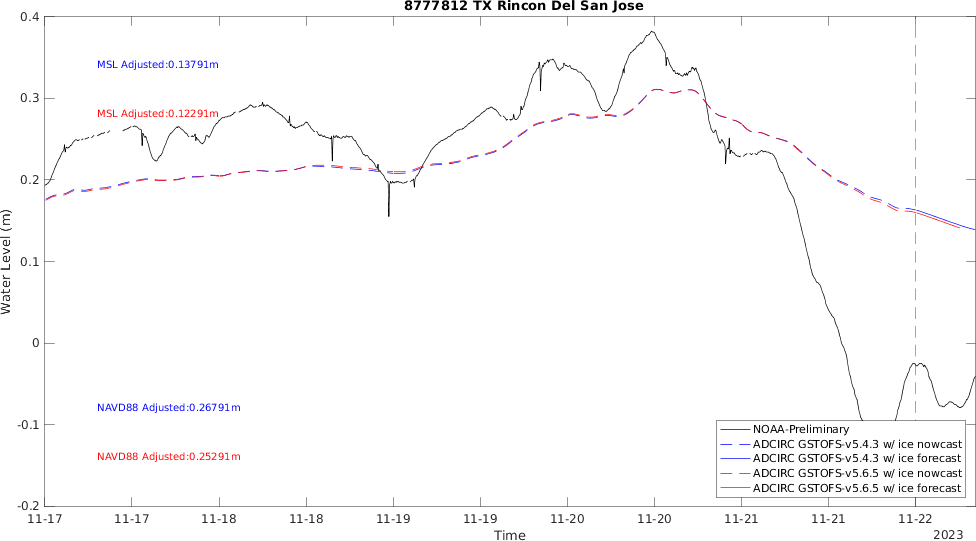 8777812 TX Rincon Del San Jose
0.4
0.3
0.2
0.1
0
-0.1
-0.2
Water Level (m)
MSL Adjusted:0.13791m
MSL Adjusted:0.12291m
NAVD88 Adjusted:0.26791m
NAVD88 Adjusted:0.25291m
NOAA-Preliminary
ADCIRC GSTOFS-v5.4.3 w/ ice nowcast
ADCIRC GSTOFS-v5.4.3 w/ ice forecast
ADCIRC GSTOFS-v5.6.5 w/ ice nowcast
ADCIRC GSTOFS-v5.6.5 w/ ice forecast
11-17 11-17 11-18 11-18 11-19 11-19 11-20 11-20 11-21 11-21 11-22
Time
2023